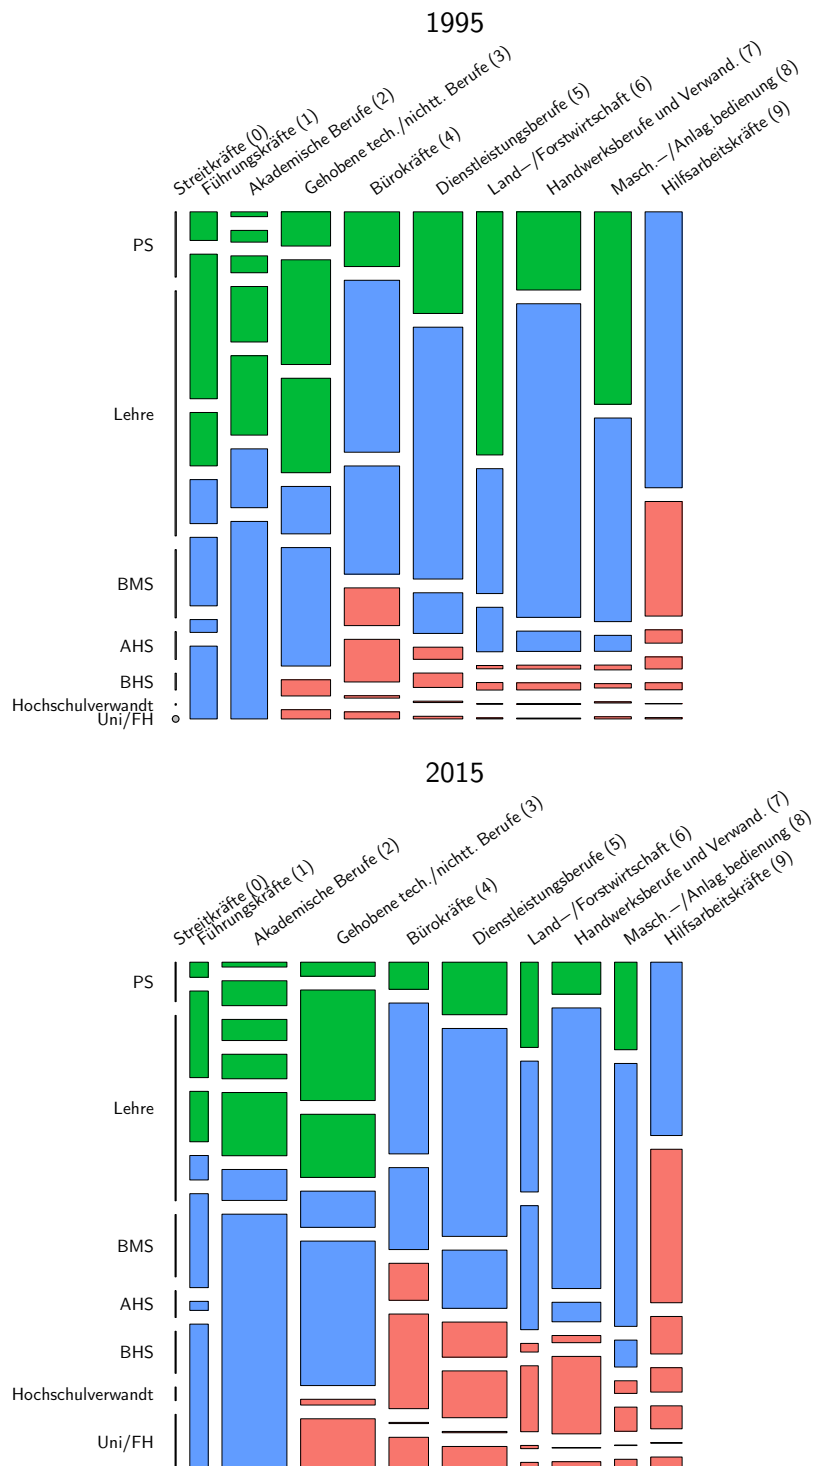 1995
Streitkräfte (0)
Führungskräfte (1)
Akademische Berufe (2)
Gehobene tech./nichtt. Berufe (3)
Bürokräfte (4)
Dienstleistungsberufe (5)
Land−/Forstwirtschaft (6)
Handwerksberufe und Verwand. (7)
Masch.−/Anlag.bedienung (8)
Hilfsarbeitskräfte (9)
PS
Lehre
BMS
AHS
BHS
Hochschulverwandt
Uni/FH
2015
Streitkräfte (0)
Führungskräfte (1)
Akademische Berufe (2)
Gehobene tech./nichtt. Berufe (3)
Bürokräfte (4)
Dienstleistungsberufe (5)
Land−/Forstwirtschaft (6)
Handwerksberufe und Verwand. (7)
Masch.−/Anlag.bedienung (8)
Hilfsarbeitskräfte (9)
PS
Lehre
BMS
AHS
BHS
Hochschulverwandt
Uni/FH